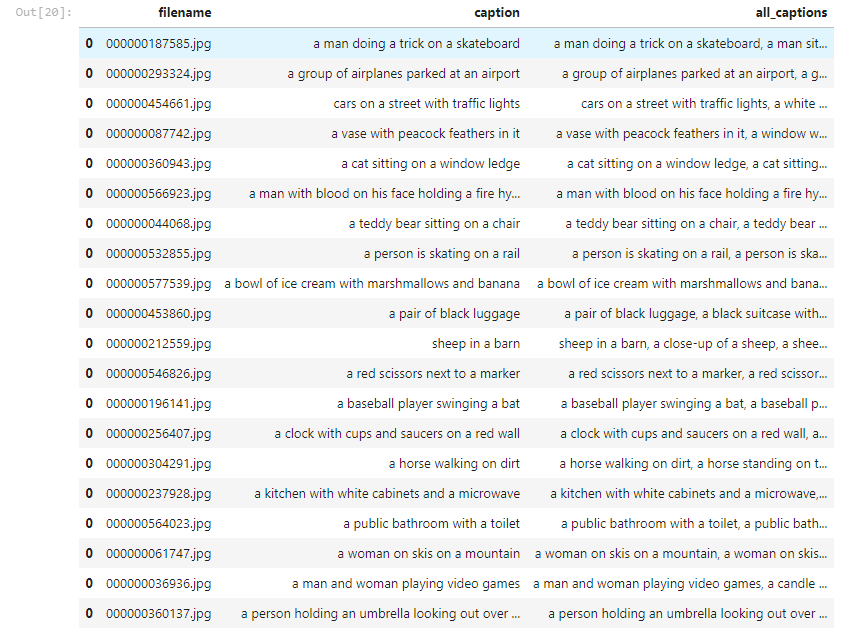 Out[20]:
filename caption all_captions
0 000000187585.jpg a man doing a trick on a skateboard a man doing a trick on a skateboard, a man sit...
0 000000293324.jpg a group of airplanes parked at an airport a group of airplanes parked at an airport, a g...
0 000000454661.jpg cars on a street with traffic lights cars on a street with traffic lights, a white ...
0 000000087742.jpg a vase with peacock feathers in it a vase with peacock feathers in it, a window w...
0 000000360943.jpg a cat sitting on a window ledge a cat sitting on a window ledge, a cat sitting...
0 000000566923.jpg a man with blood on his face holding a fire hy... a man with blood on his face holding a fire hy...
0 000000044068.jpg a teddy bear sitting on a chair a teddy bear sitting on a chair, a teddy bear ...
0 000000532855.jpg a person is skating on a rail a person is skating on a rail, a person is ska...
0 000000577539.jpg a bowl of ice cream with marshmallows and banana a bowl of ice cream with marshmallows and bana...
0 000000453860.jpg a pair of black luggage a pair of black luggage, a black suitcase with...
0 000000212559.jpg sheep in a barn sheep in a barn, a close-up of a sheep, a shee...
0 000000546826.jpg a red scissors next to a marker a red scissors next to a marker, a red scissor...
0 000000196141.jpg a baseball player swinging a bat a baseball player swinging a bat, a baseball p...
0 000000256407.jpg a clock with cups and saucers on a red wall a clock with cups and saucers on a red wall, a...
0 000000304291.jpg a horse walking on dirt a horse walking on dirt, a horse standing on t...
0 000000237928.jpg a kitchen with white cabinets and a microwave a kitchen with white cabinets and a microwave,...
0 000000564023.jpg a public bathroom with a toilet a public bathroom with a toilet, a public bath...
0 000000061747.jpg a woman on skis on a mountain a woman on skis on a mountain, a woman on skis...
0 000000036936.jpg a man and woman playing video games a man and woman playing video games, a candle ...
0 000000360137.jpg a person holding an umbrella looking out over ... a person holding an umbrella looking out over ...